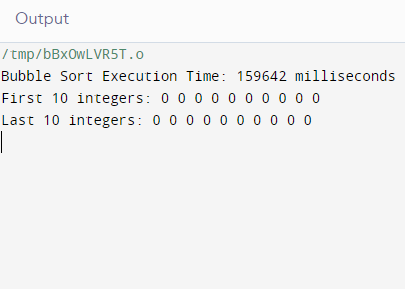 Output
/tmp/bBxOwLVR5T.o
Bubble Sort Execution Time: 159642 milliseconds
First 10 integers: 0 0 0 0 0 0 0 0 0 0
Last 10 integers: 0 0 0 0 0 0 0 0 0 0